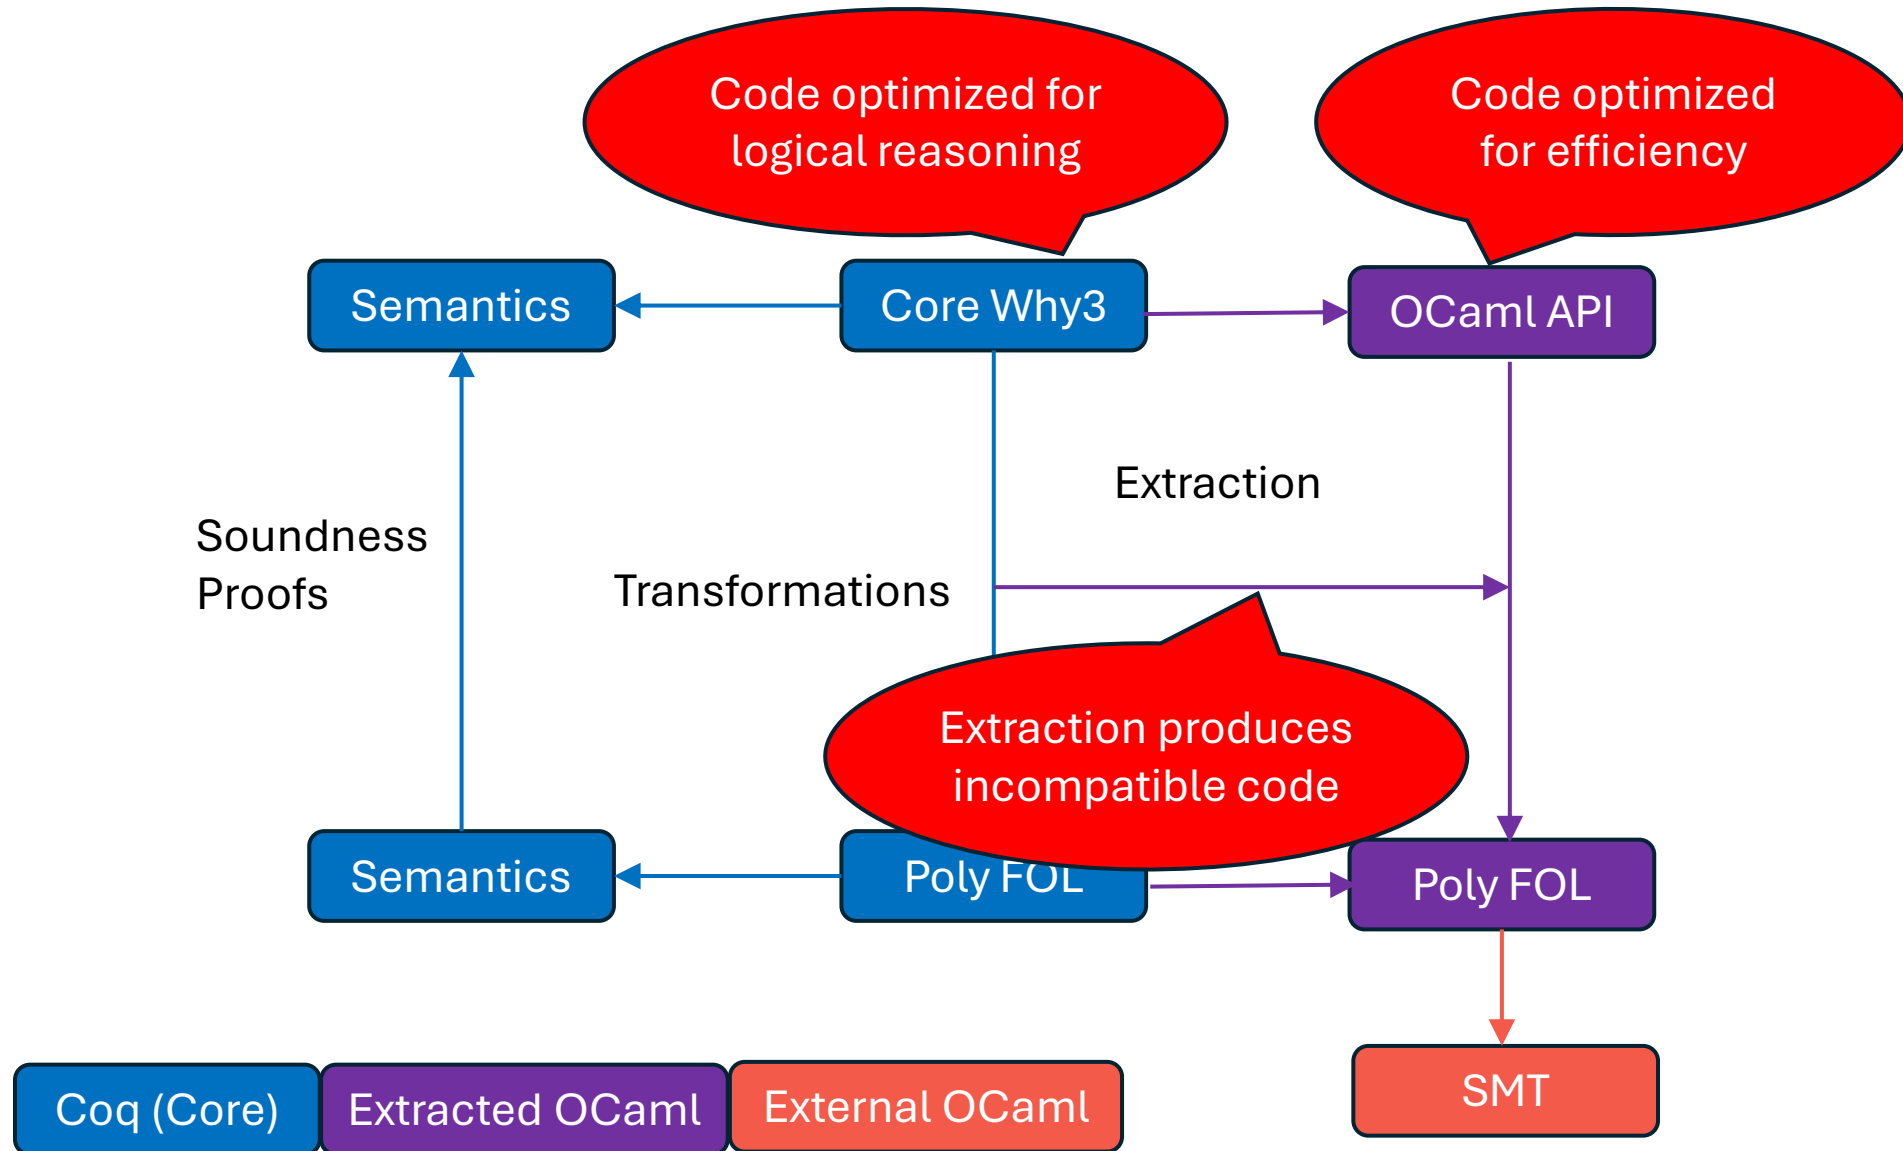 Code optimized for
logical reasoning
Code optimized
for efficiency
Semantics
Core Why3
OCaml API
Extraction
Soundness
Proofs
Transformations
Extraction produces
incompatible code
Semantics
Poly FOL
Poly FOL
SMT
Coq (Core)
Extracted OCaml
External OCaml